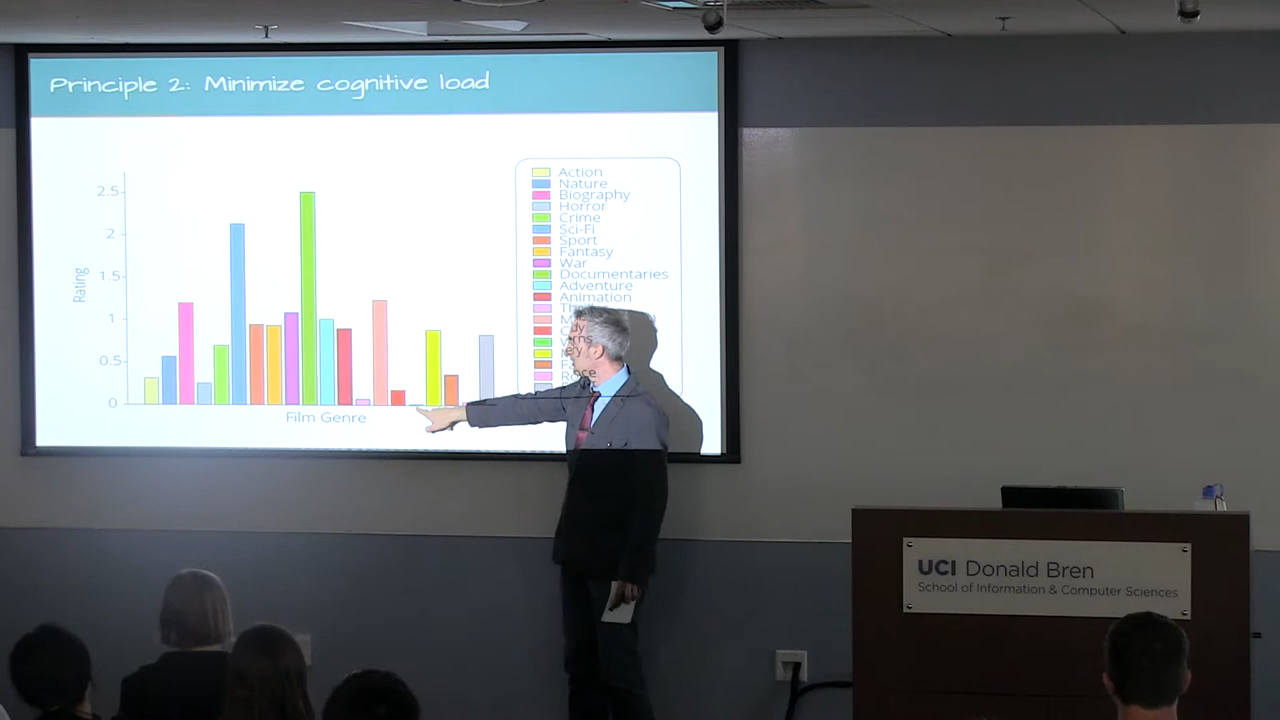 Principle 2: Minimize cognitive load
2.5
2
1.5
1
0.5
0
Rating
Film Genre
Action
Nature
Biography
Horror
Crime
Sci-Fi
Sport
Fantasy
War
Documentaries
Adventure
Animation
UCI Donald Bren
School of Information & Computer Sciences